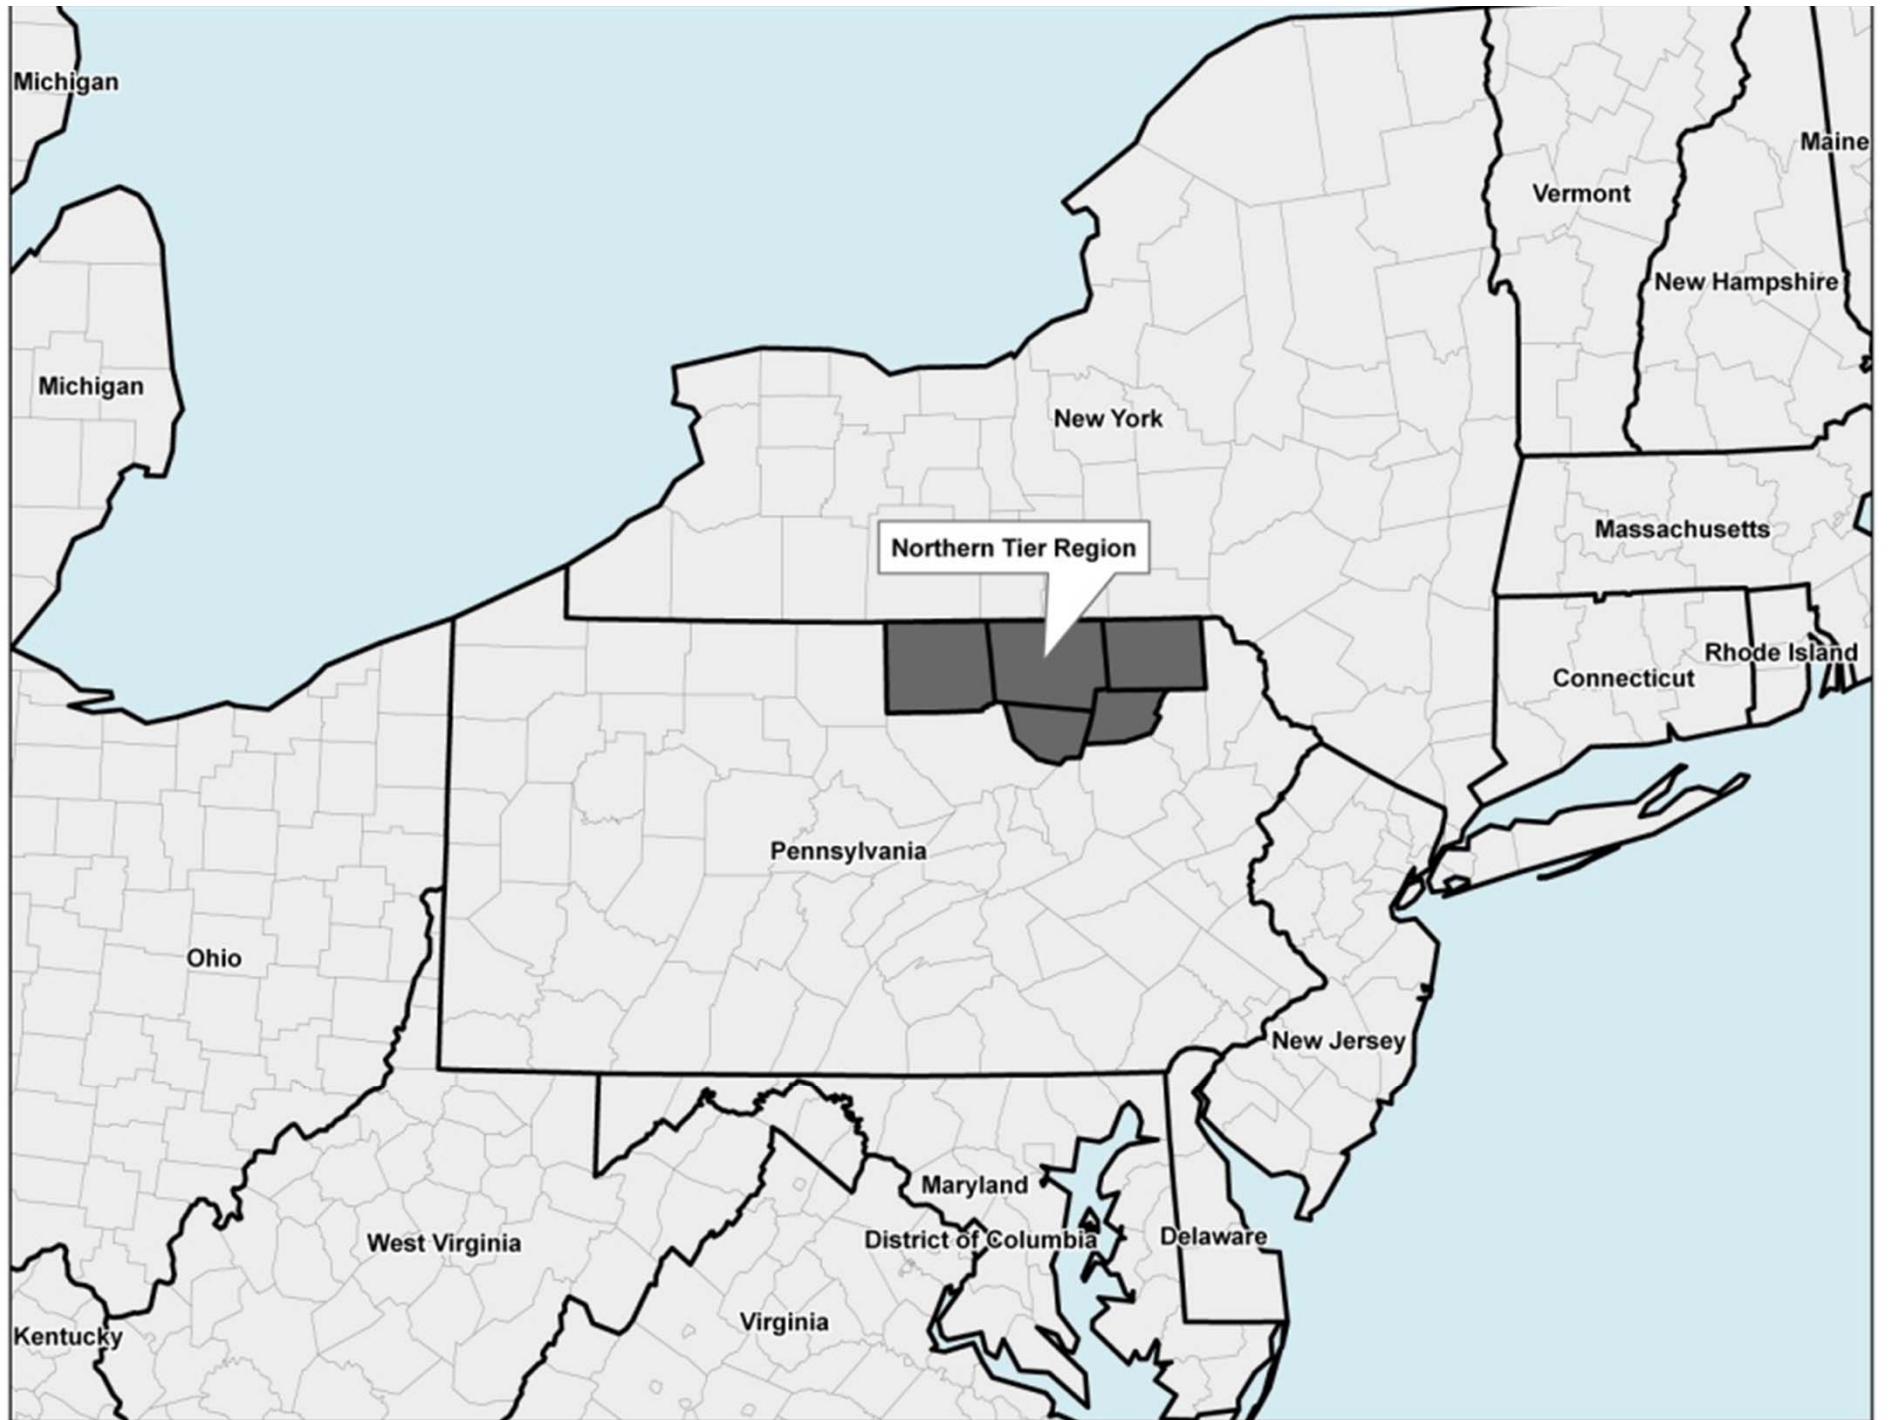 Michigan
Maine
Vermont
New Hampshire
Michigan
New York
Massachusetts
Northern Tier Region
Rhode Island
Connecticut
Pennsylvania
Ohio
New Jersey
Maryland
Delaware
District of Columbia
West Virginia
Virginia
Kentucky